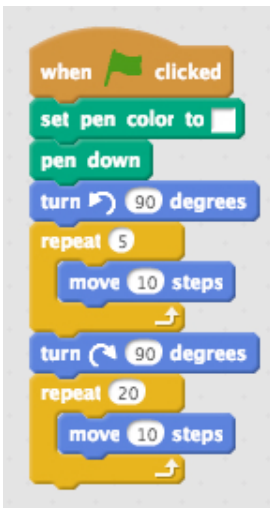 when clicked
set pen color to
pen down
turn 90 degrees
repeat 5
move 10 steps
turn 90 degrees
repeat 20
move 10 steps